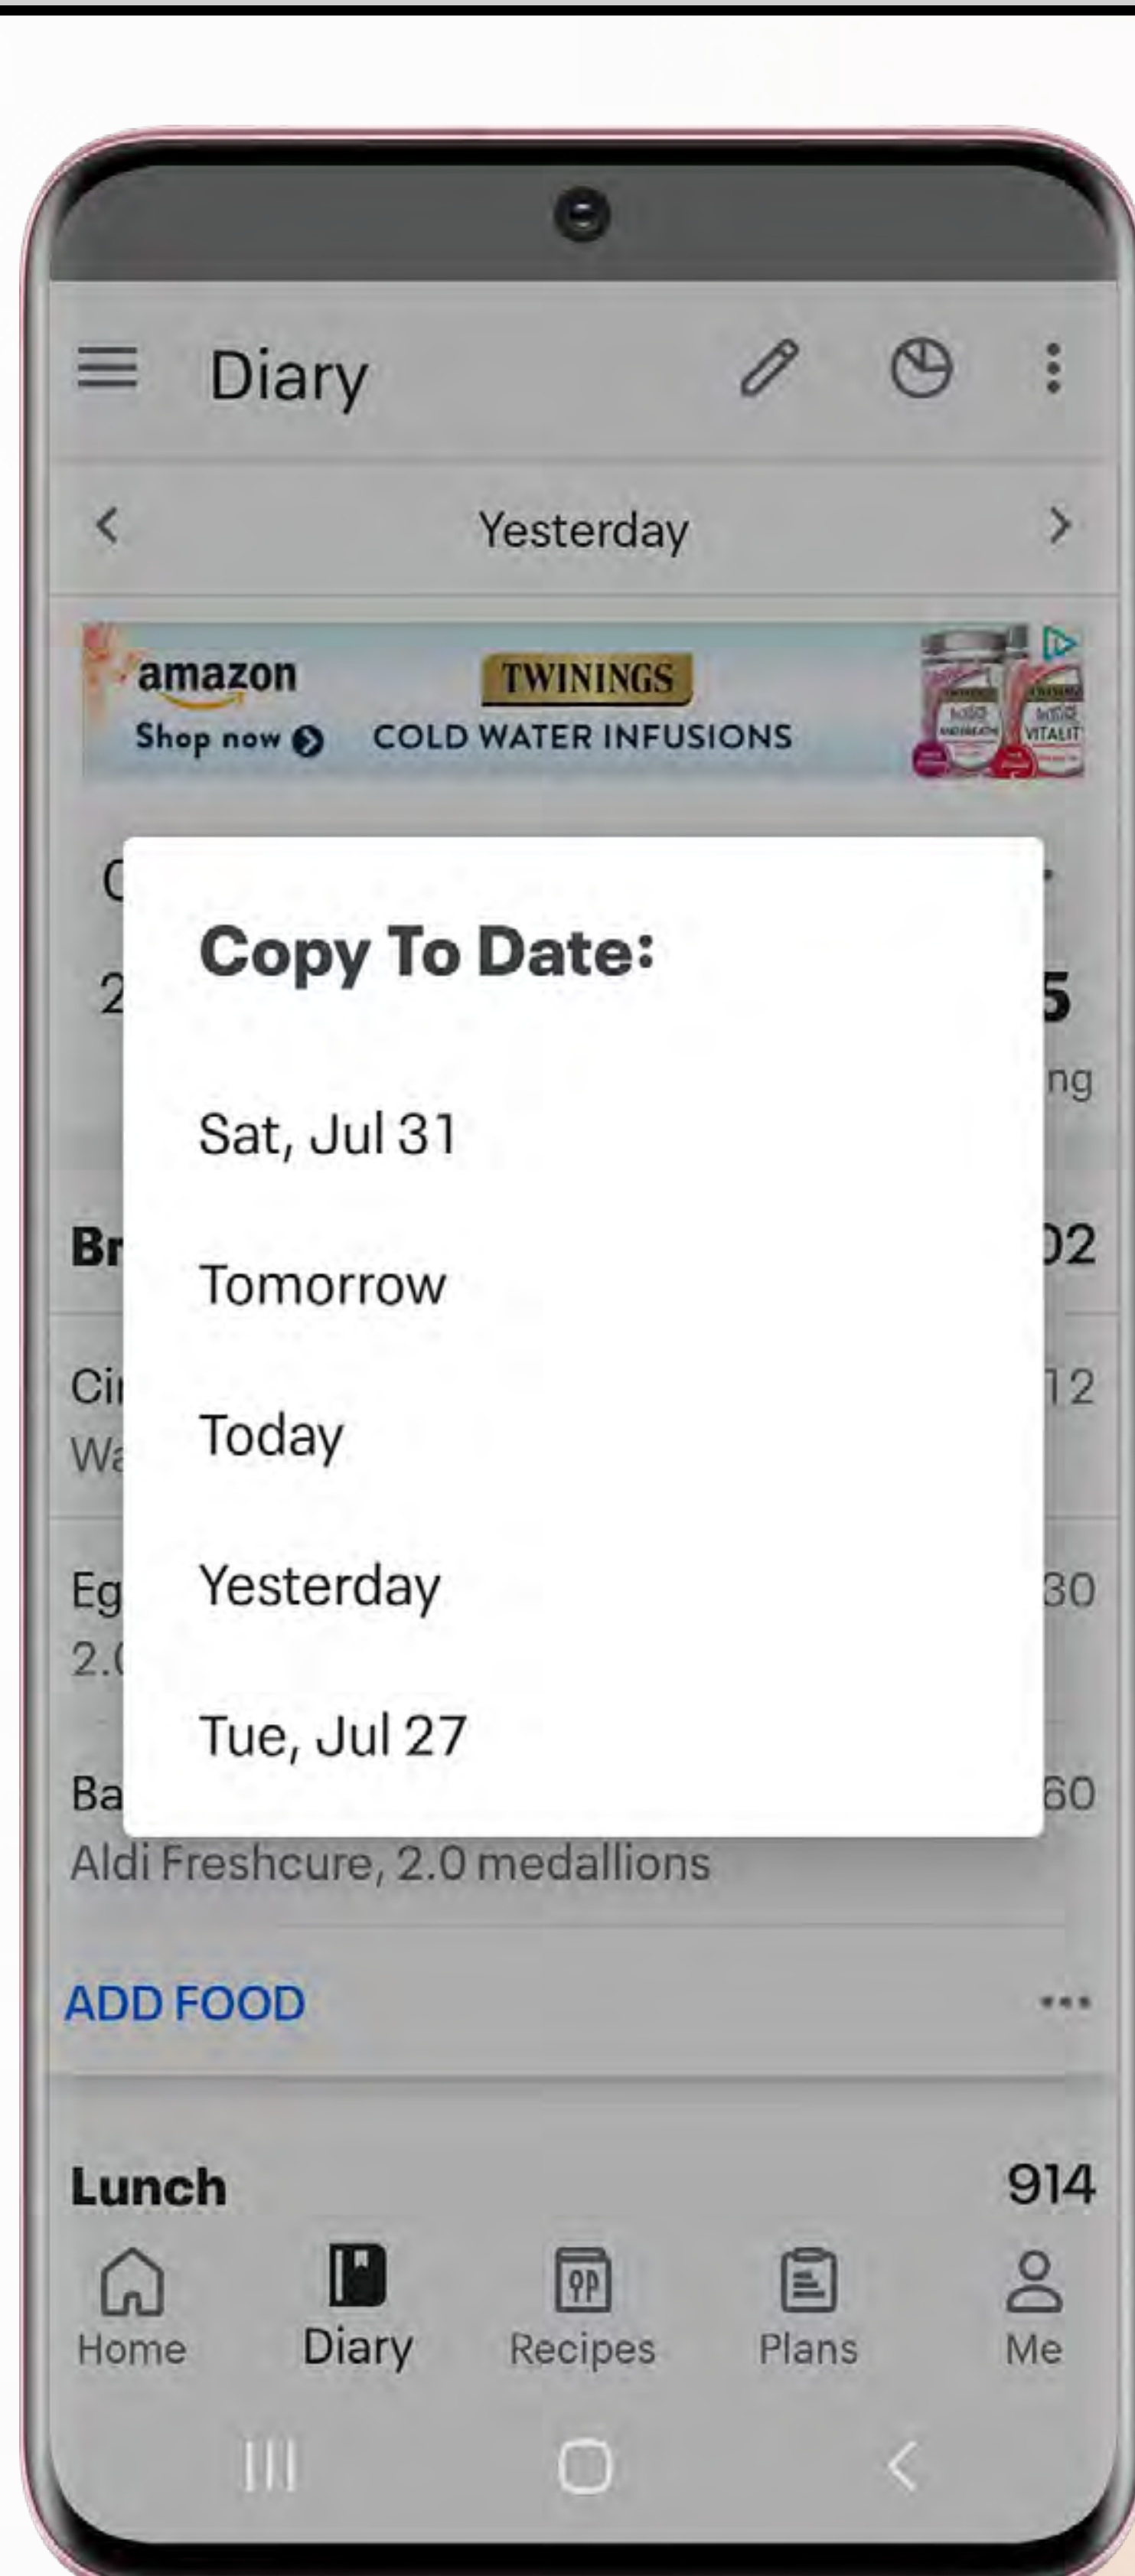 Diary
Yesterday
amazon
TWININGS
Shop now
COLD WATER INFUSIONS
VITALIT
Copy To Date:
Sat, Jul 31
Tomorrow
Today
Yesterday
Tue, Jul 27
Aldi Freshcure, 2.0 medallions
ADD FOOD
Lunch 914
Home Diary Recipes Plans Me